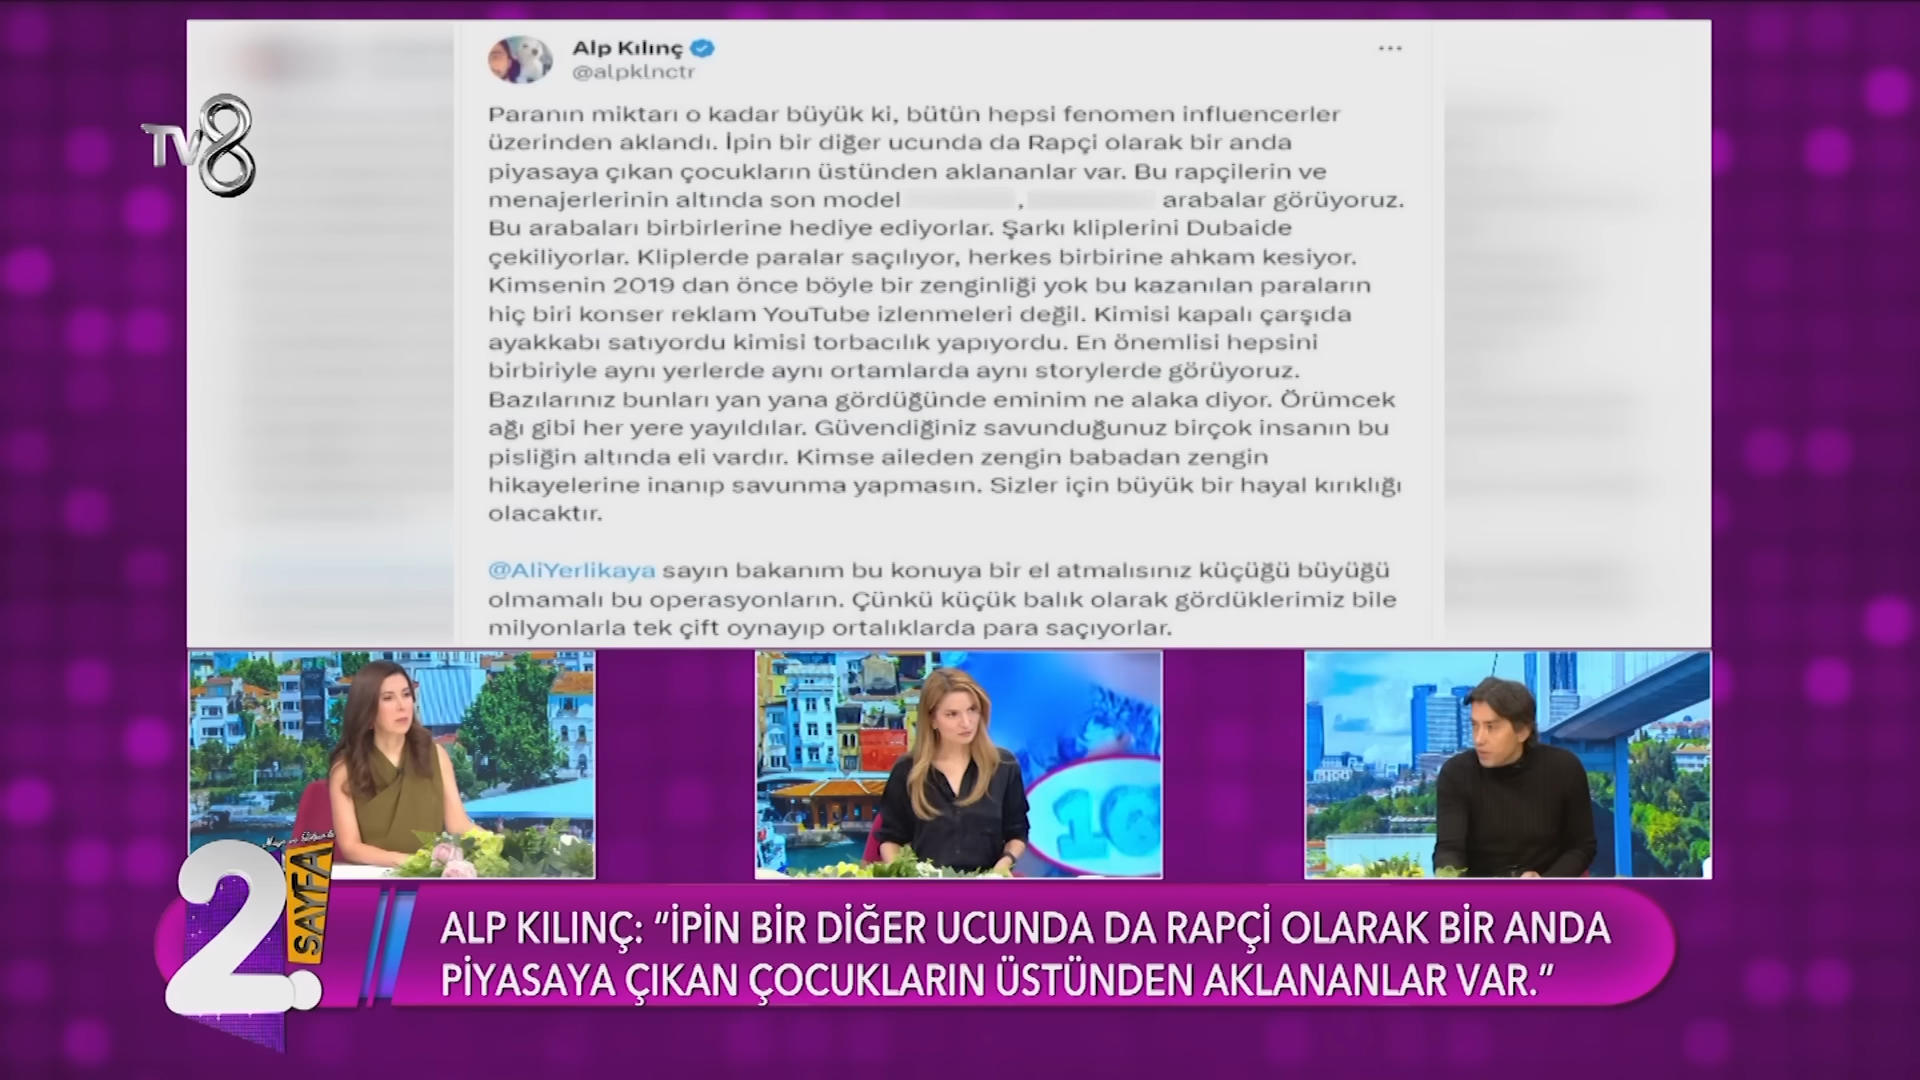 Alp Kılınç
@alpklnctr
Paranın miktarı o kadar büyük ki, bütün hepsi fenomen influencerler
üzerinden aklandı. İpin bir diğer ucunda da Rapçi olarak bir anda
piyasaya çıkan çocukların üstünden aklananlar var. Bu rapçilerin ve
menajerlerinin altında son model , arabalar görüyoruz.
Bu arabaları birbirlerine hediye ediyorlar. Şarkı kliplerini Dubaide
çekiliyorlar. Kliplerde paralar saçılıyor, herkes birbirine ahkam kesiyor.
Kimsenin 2019 dan önce böyle bir zenginliği yok bu kazanılan paraların
hiç biri konser reklam YouTube izlenmeleri değil. Kimisi kapalı çarşıda
ayakkabı satıyordu kimisi torbacılık yapıyordu. En önemlisi hepsini
birbiriyle aynı yerlerde aynı ortamlarda aynı storylerde görüyoruz.
Bazılarınız bunları yan yana gördüğünde eminim ne alaka diyor. Örümcek
ağı gibi her yere yayıldılar. Güvendiğiniz savunduğunuz birçok insanın bu
pisliğin altında eli vardır. Kimse aileden zengin babadan zengin
hikayelerine inanıp savunma yapmasın. Sizler için büyük bir hayal kırıklığı
olacaktır.
@AliYerlikaya sayın bakanım bu konuya bir el atmalısınız küçüğü büyüğü
olmamalı bu operasyonların. Çünkü küçük balık olarak gördüklerimiz bile
milyonlarla tek çift oynayıp ortalıklarda para saçıyorlar.
TV8
10
2. SAYFA
ALP KILINÇ: “İPİN BİR DİĞER UCUNDA DA RAPÇİ OLARAK BİR ANDA
PİYASAYA ÇIKAN ÇOCUKLARIN ÜSTÜNDEN AKLANANLAR VAR.”